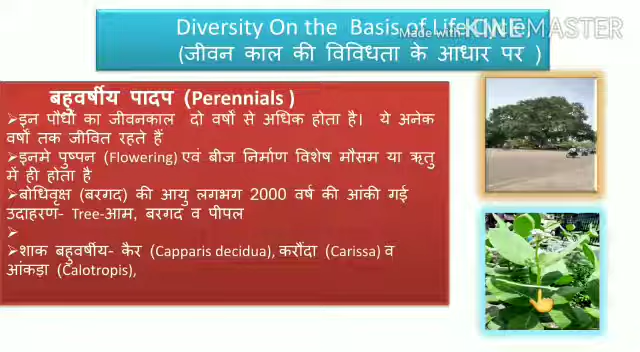 Diversity On the Basis of Life Cycle
Made with KINEMASTER
(जीवन काल की विविधता के आधार पर )
बहुवर्षीय पादप (Perennials )
➢इन पौधों का जीवनकाल दो वर्षों से अधिक होता है। ये अनेक
वर्षों तक जीवित रहते हैं
➢इनमे पुष्पन (Flowering) एवं बीज निर्माण विशेष मौसम या ऋतु
में ही होता है
➢बोधिवृक्ष (बरगद) की आयु लगभग 2000 वर्ष की आंकी गई
उदाहरण- Tree-आम, बरगद व पीपल
➢
➢शाक बहुवर्षीय- कैर (Capparis decidua), करौंदा (Carissa) व
आंकड़ा (Calotropis),